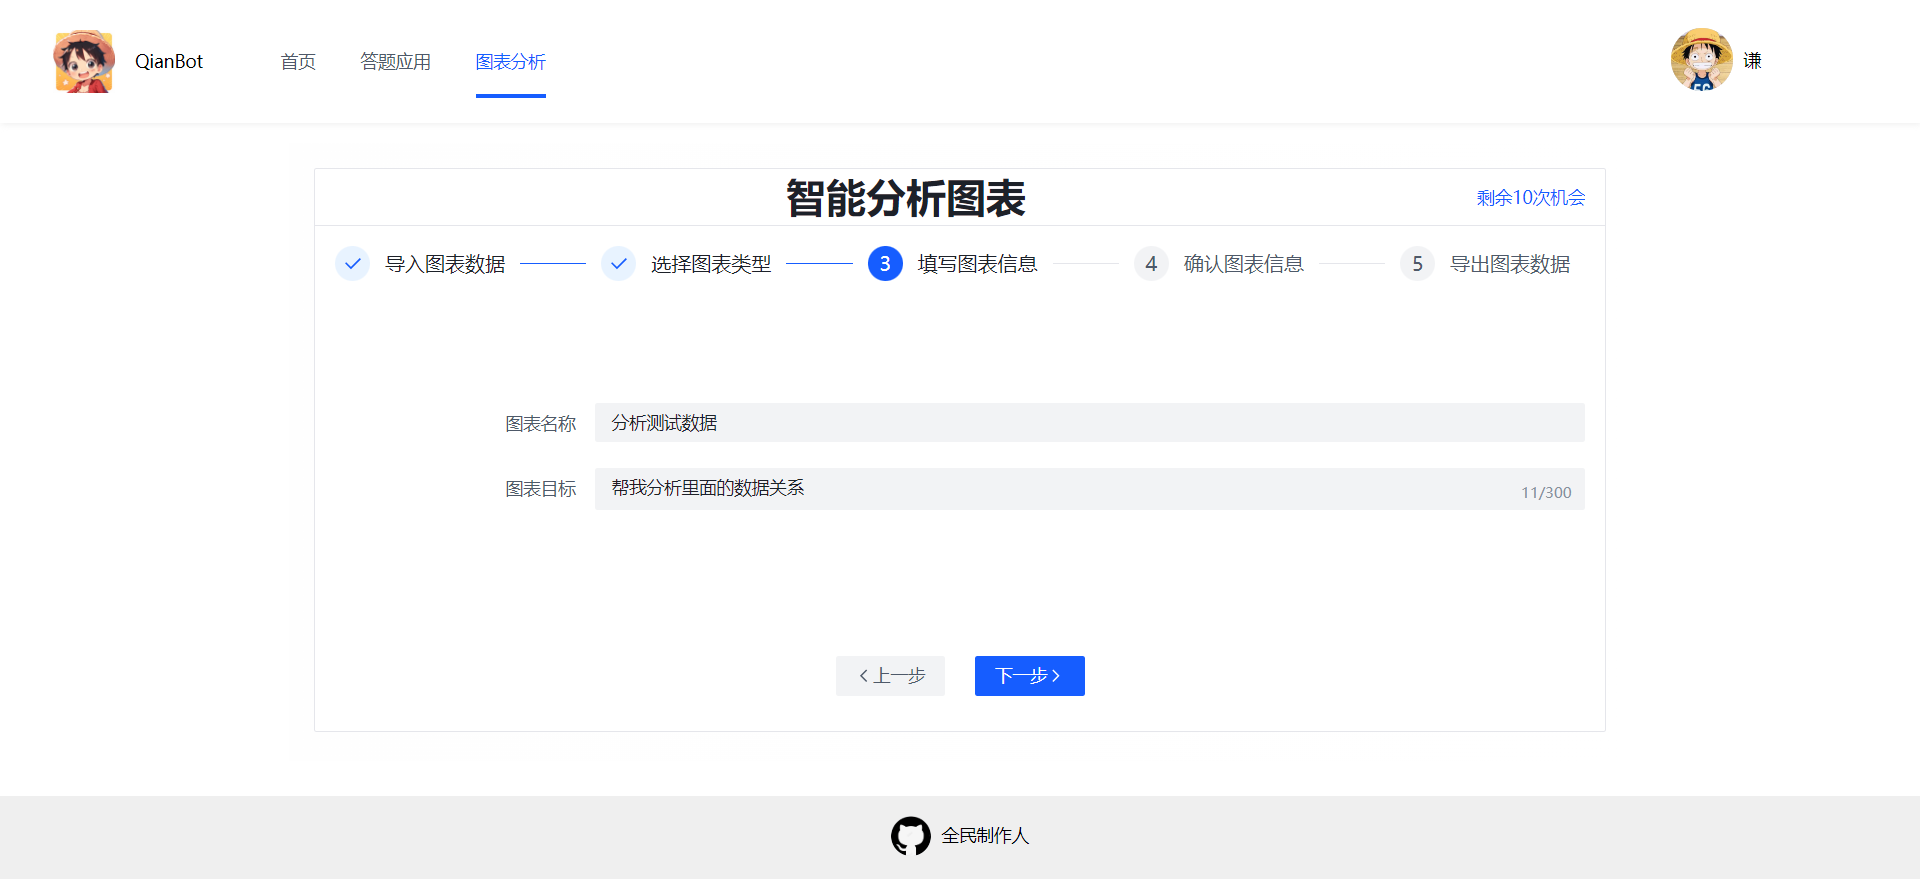 QianBot
首页
答题应用
图表分析
谦
智能分析图表
剩余10次机会
导入图表数据
选择图表类型
3 填写图表信息
4 确认图表信息
5 导出图表数据
图表名称 分析测试数据
图表目标 帮我分析里面的数据关系
11/300
上一步
下一步
全民制作人